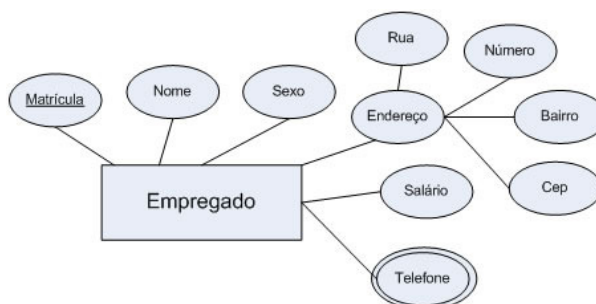 Rua
Número
Matrícula
Nome
Sexo
Endereço
Bairro
Empregado
Salário
Cep
Telefone